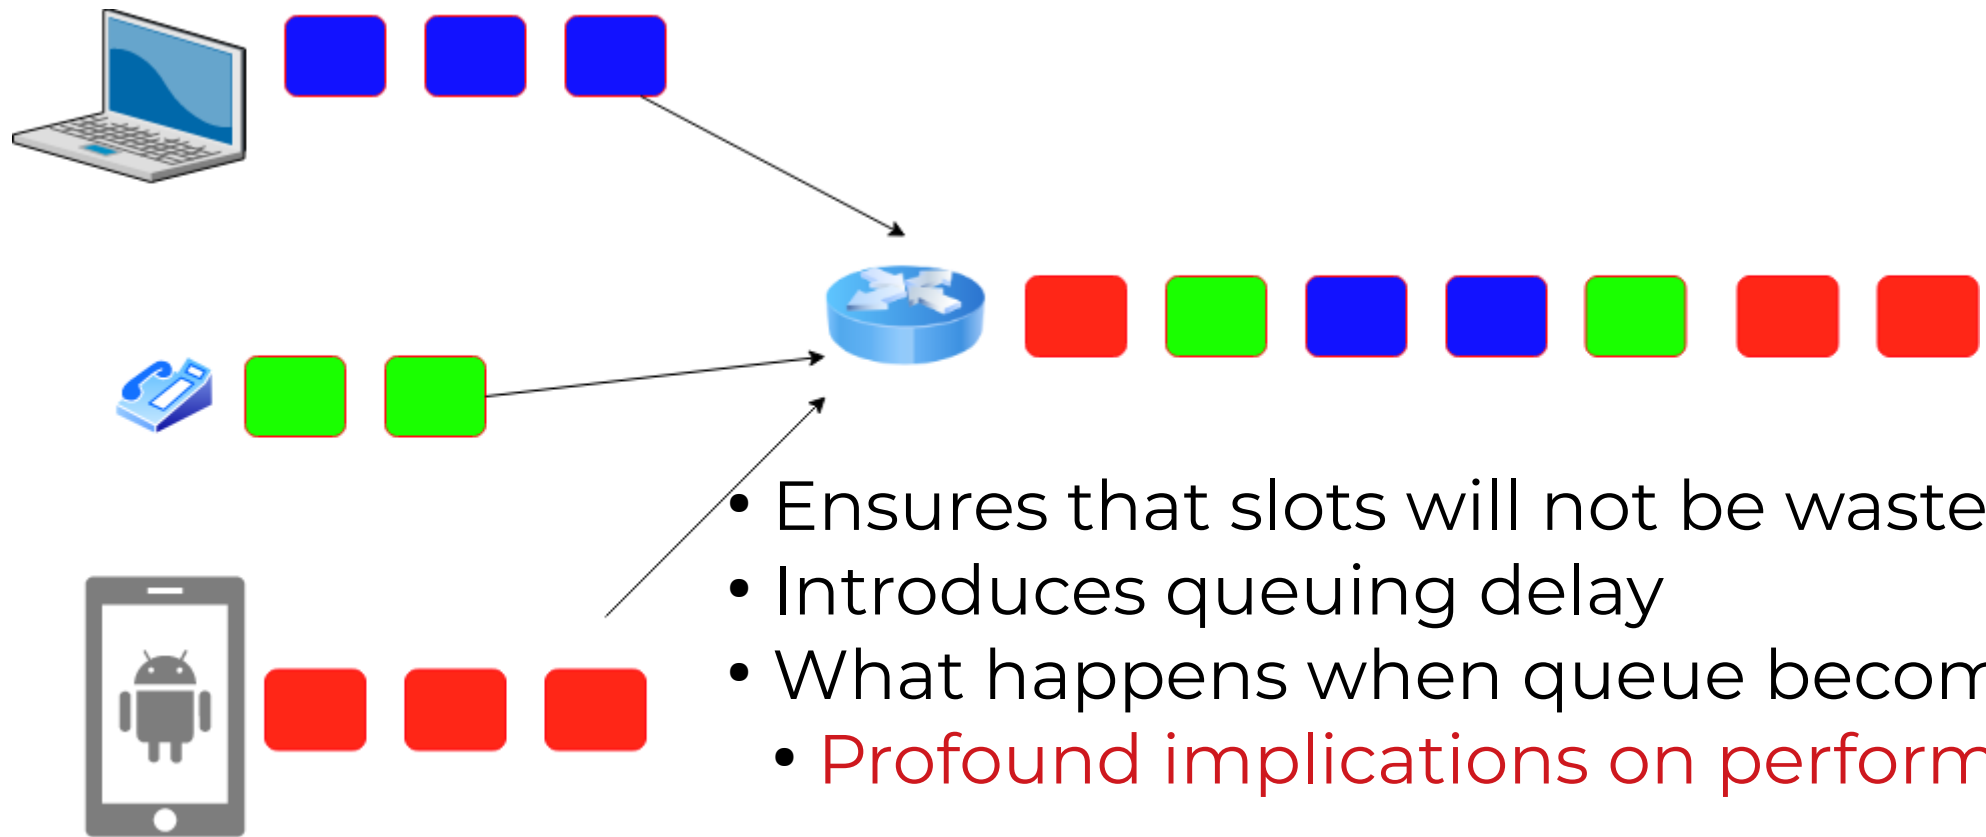 • Ensures that slots will not be waste
• Introduces queuing delay
• What happens when queue becom
• Profound implications on perform